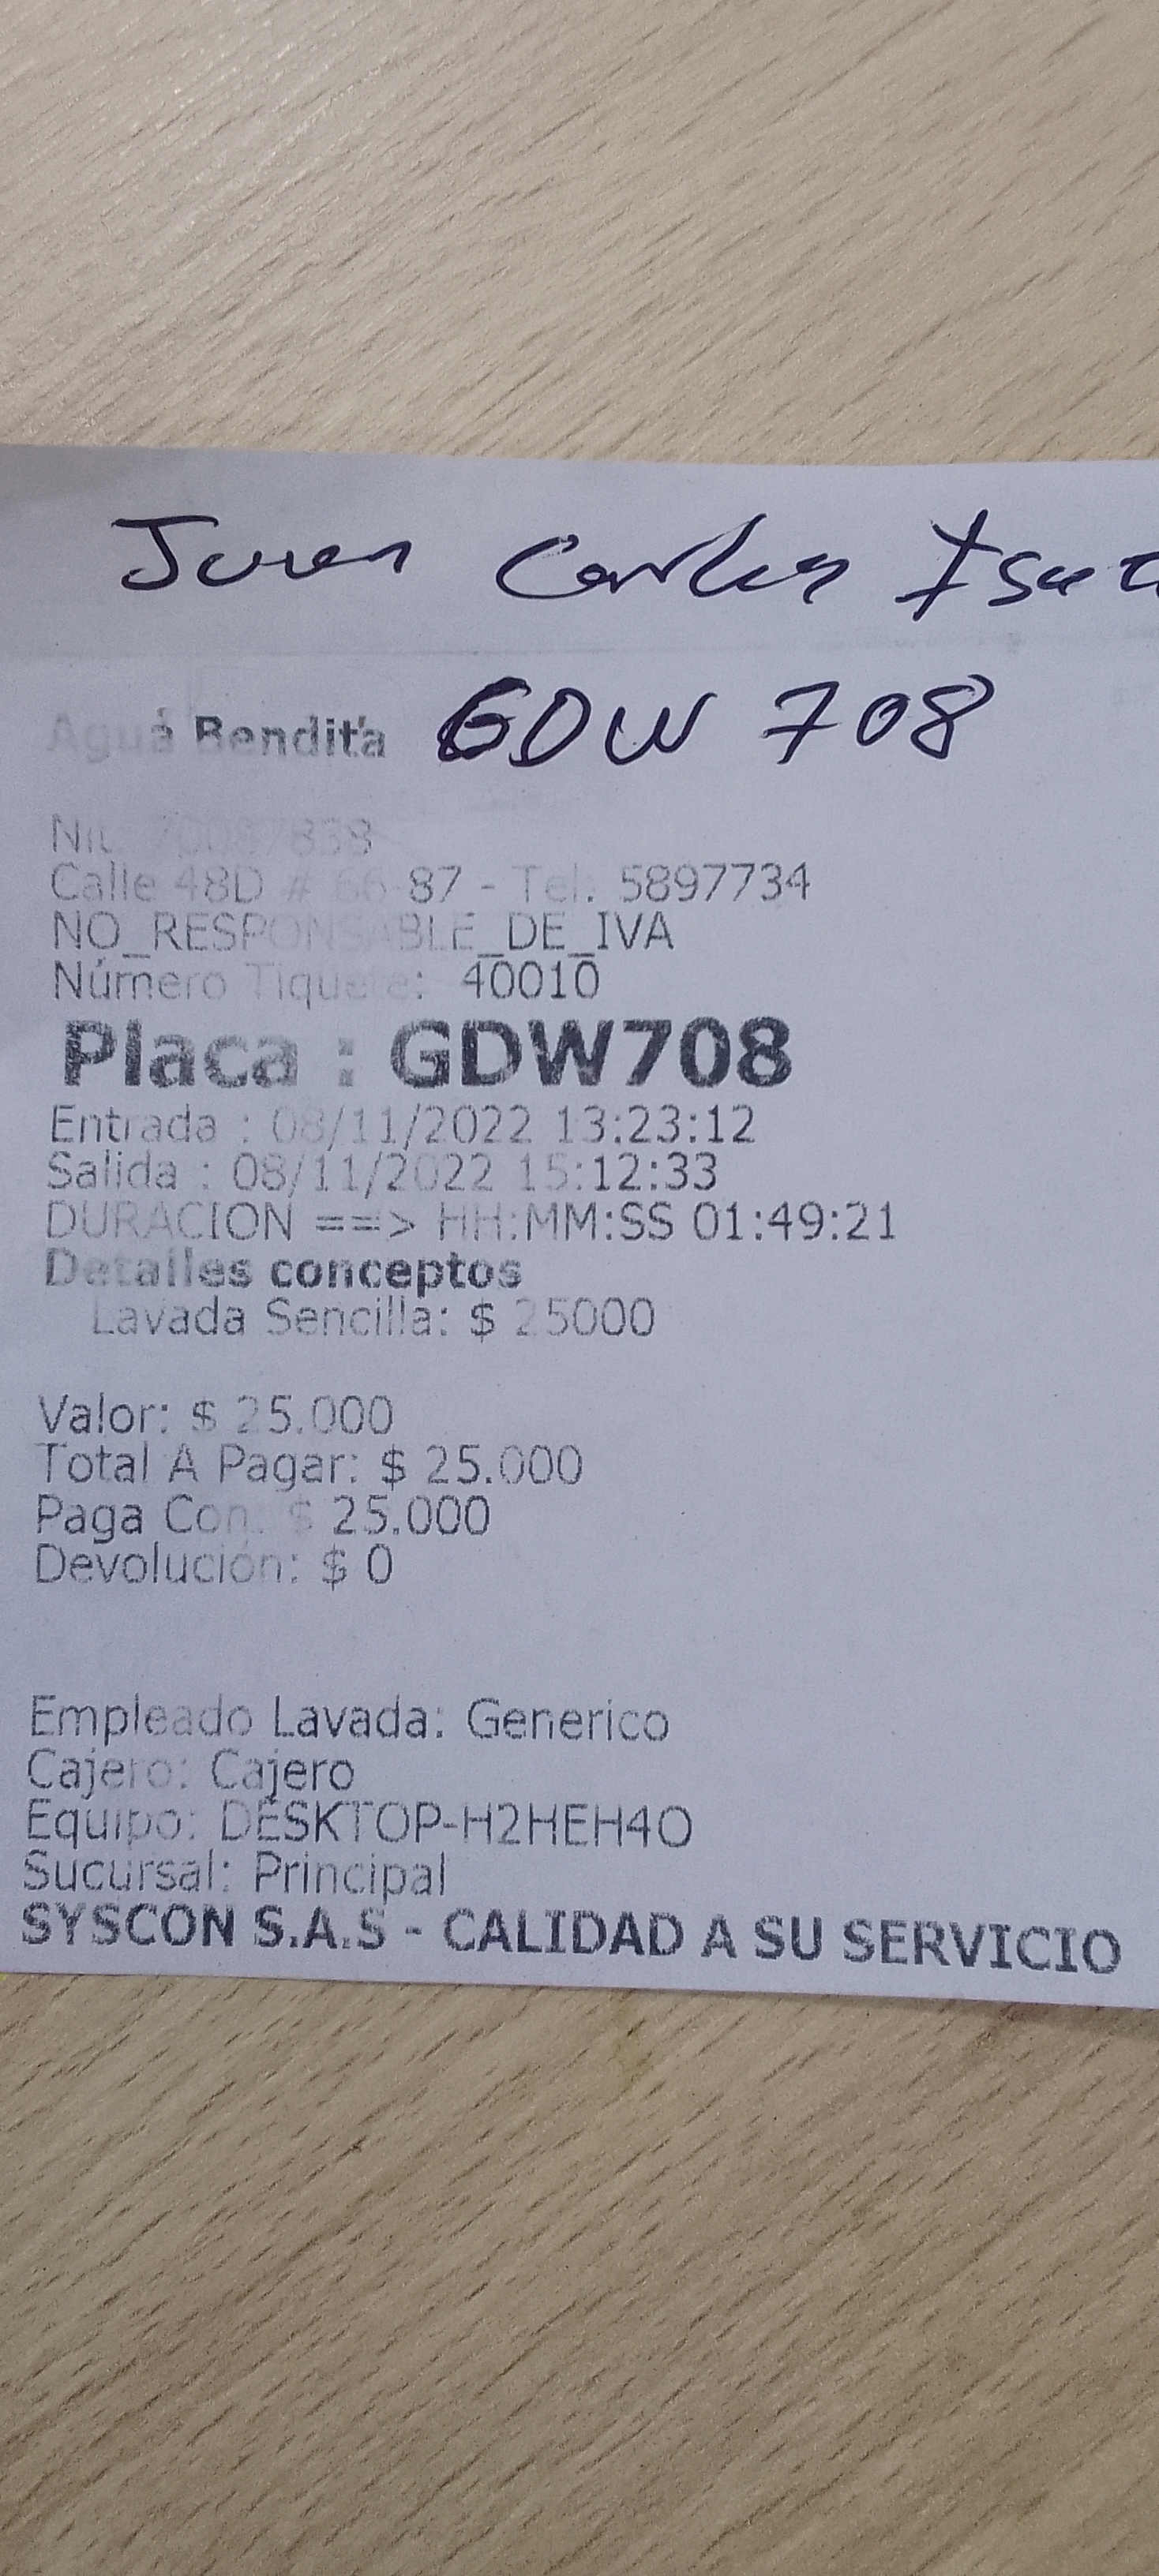 Juan Carlos
Agua Bendita GDW 708
Nit.
Calle 48D # 66-87 - Tel. 5897734
NO_RESPONSABLE_DE_IVA
Número Tiquete: 40010
Placa : GDW708
Entrada : 08/11/2022 13:23:12
Salida : 08/11/2022 15:12:33
DURACION ==> HH:MM:SS 01:49:21
Detalles conceptos
Lavada Sencilla: $ 25000
Valor: $ 25.000
Total A Pagar: $ 25.000
Paga Con: $ 25.000
Devolución: $ 0
Empleado Lavada: Generico
Cajero: Cajero
Equipo: DESKTOP-H2HEH4O
Sucursal: Principal
SYSCON S.A.S - CALIDAD A SU SERVICIO